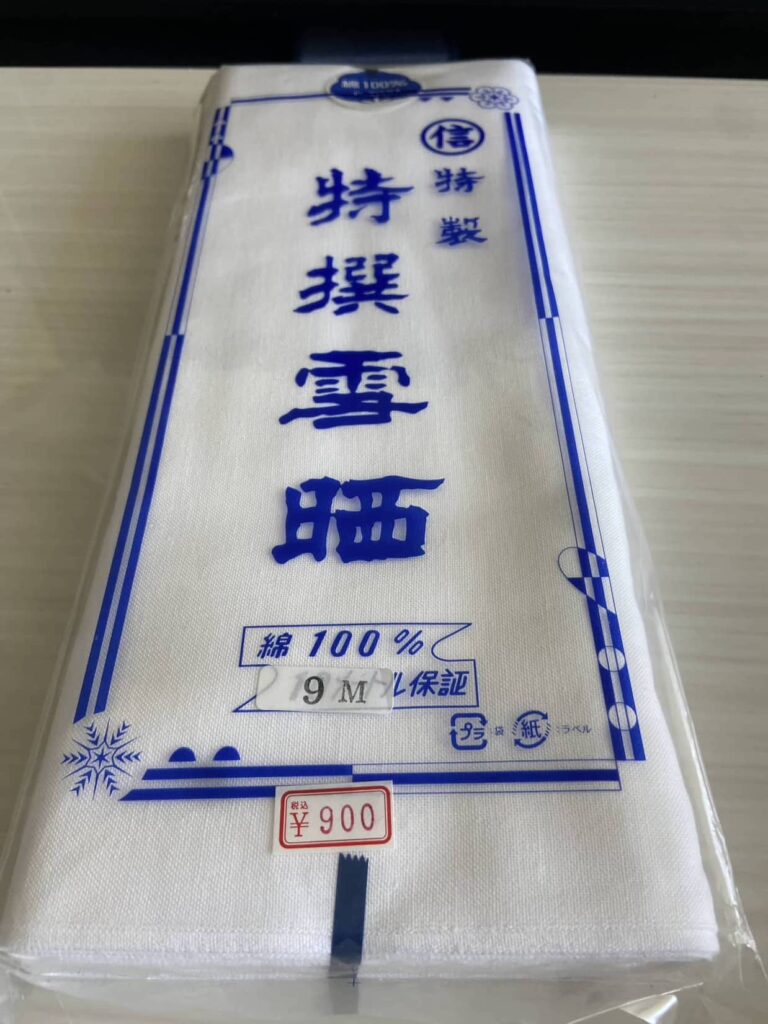 綿100%
信
特製
特撰雪晒
綿100%
9M
ル保証
プラ
:袋
紙
:ラベル
税込
¥900